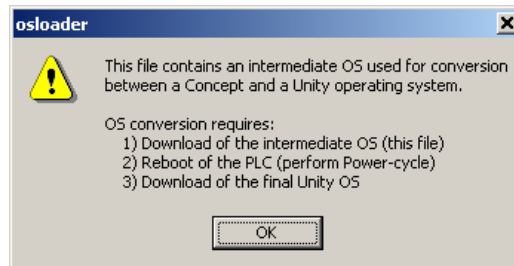 osloader
This file contains an intermediate OS used for conversion
between a Concept and a Unity operating system.
OS conversion requires:
1) Download of the intermediate OS (this file)
2) Reboot of the PLC (perform Power-cycle)
3) Download of the final Unity OS
OK